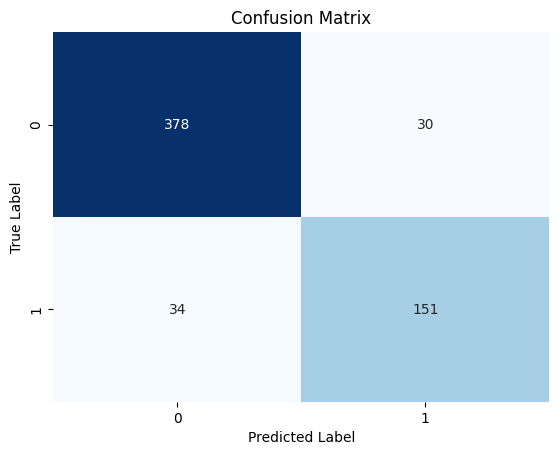 Confusion Matrix
True Label
0
378
30
1
34
151
0
1
Predicted Label